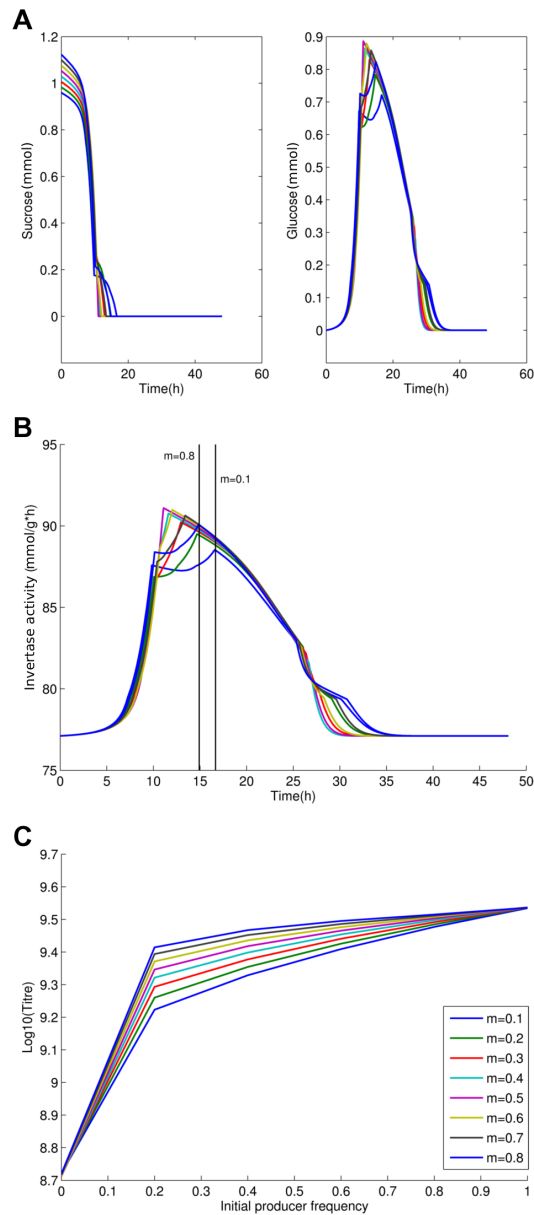 A
1.2
1
0.8
0.6
0.4
0.2
0
Sucrose (mmol)
0 20 40 60
Time(h)
0.9
0.8
0.7
0.6
0.5
0.4
0.3
0.2
0.1
0
Glucose (mmol)
0 20 40 60
Time(h)
B
95
90
85
80
75
Invertase activity (mmol/g*h)
m=0.8
m=0.1
0 5 10 15 20 25 30 35 40 45 50
Time(h)
C
9.7
9.6
9.5
9.4
9.3
9.2
9.1
9
8.9
8.8
8.7
Log10(Titre)
m=0.1
m=0.2
m=0.3
m=0.4
m=0.5
m=0.6
m=0.7
m=0.8
0 0.1 0.2 0.3 0.4 0.5 0.6 0.7 0.8 0.9 1
Initial producer frequency